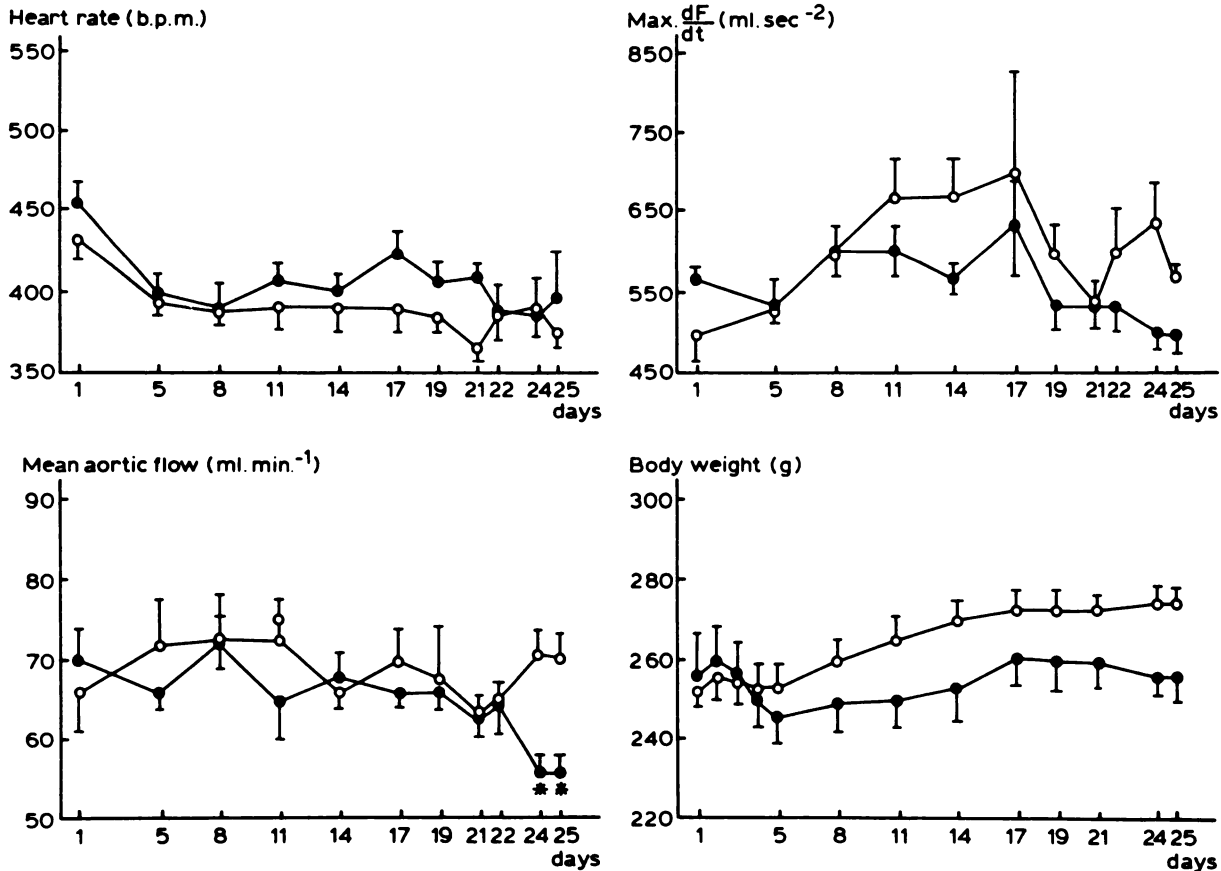 Heart rate (b.p.m.)
550
500
450
400
350
1 5 8 11 14 17 19 21 22 24 25
days
Max. dF/dt (ml. sec -2)
850
750
650
550
450
1 5 8 11 14 17 19 21 22 24 25
days
Mean aortic flow (ml. min.-1)
90
80
70
60
50
* *
1 5 8 11 14 17 19 21 22 24 25
days
Body weight (g)
300
280
260
240
220
1 5 8 11 14 17 19 21 24 25
days